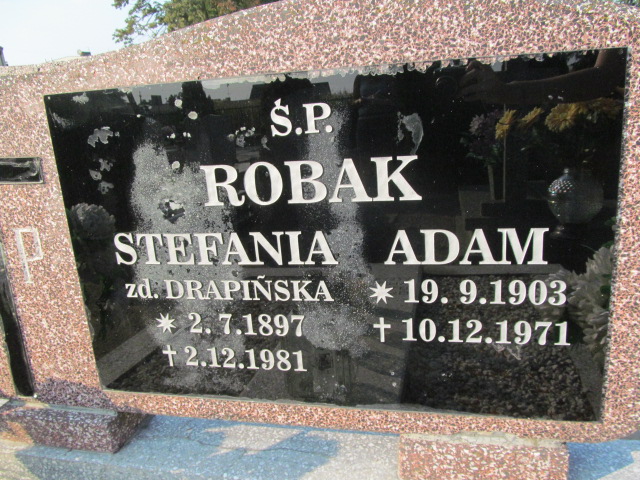 Ś.P.
ROBAK
STEFANIA ADAM
zd. DRAPIŃSKA * 19. 9.1903
* 2.7.1897 † 10.12.1971
† 2.12.1981
P